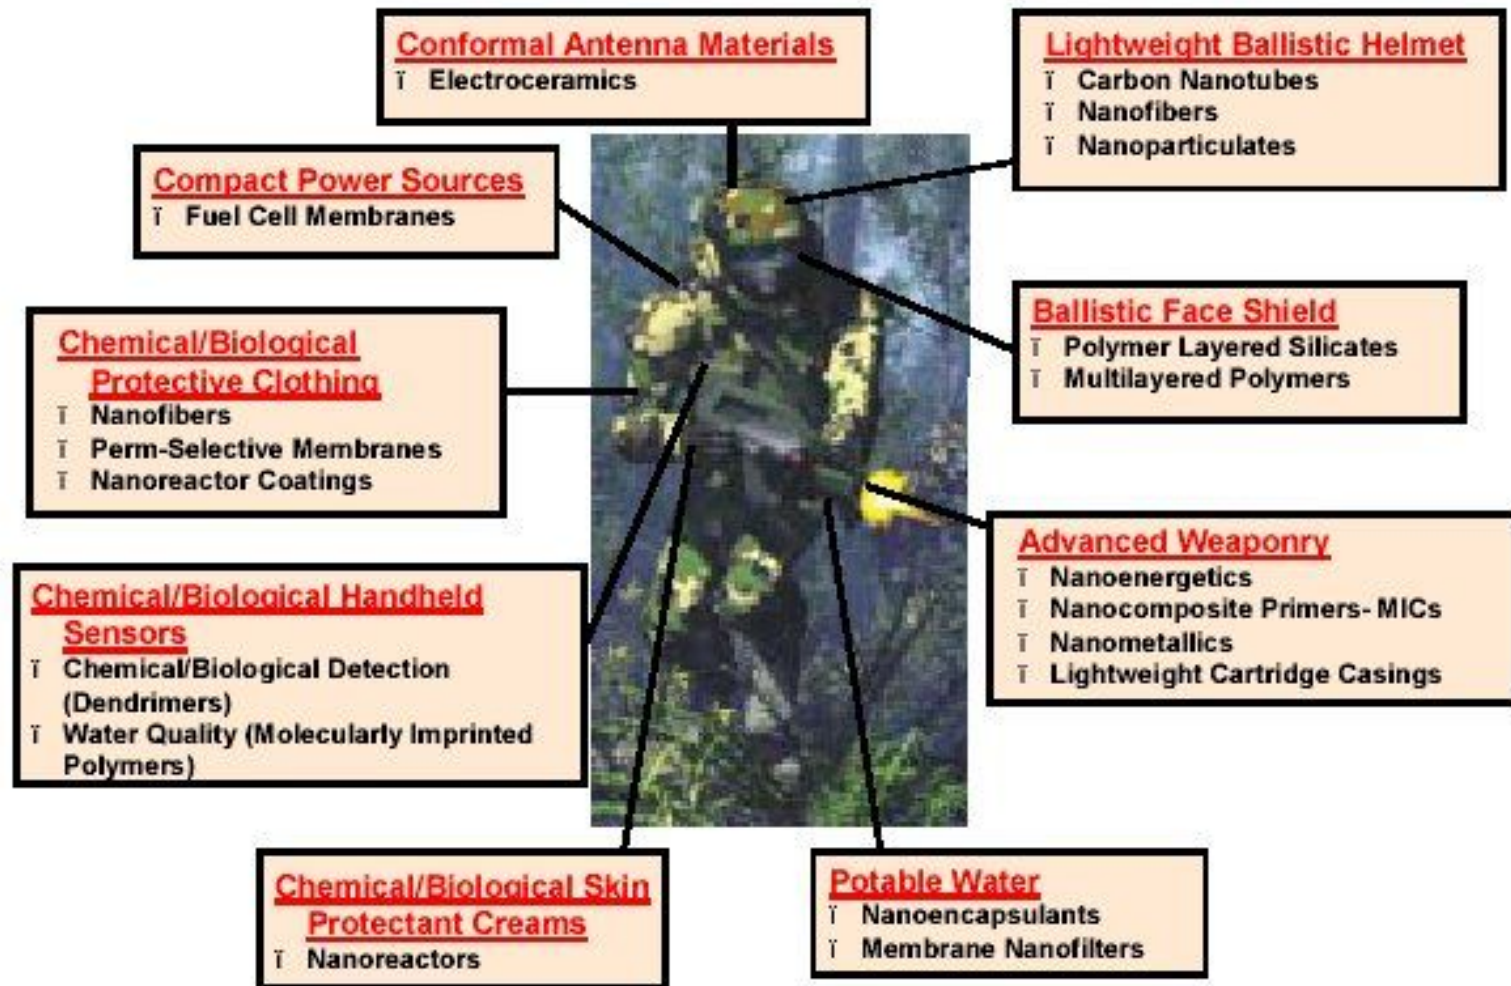 Conformal Antenna Materials
ï Electroceramics
Lightweight Ballistic Helmet
ï Carbon Nanotubes
ï Nanofibers
ï Nanoparticulates
Compact Power Sources
ï Fuel Cell Membranes
Ballistic Face Shield
ï Polymer Layered Silicates
ï Multilayered Polymers
Chemical/Biological
Protective Clothing
ï Nanofibers
ï Perm-Selective Membranes
ï Nanoreactor Coatings
Advanced Weaponry
ï Nanoenergetics
ï Nanocomposite Primers- MICs
ï Nanometallics
ï Lightweight Cartridge Casings
Chemical/Biological Handheld
Sensors
ï Chemical/Biological Detection
(Dendrimers)
ï Water Quality (Molecularly Imprinted
Polymers)
Chemical/Biological Skin
Protectant Creams
ï Nanoreactors
Potable Water
ï Nanoencapsulants
ï Membrane Nanofilters